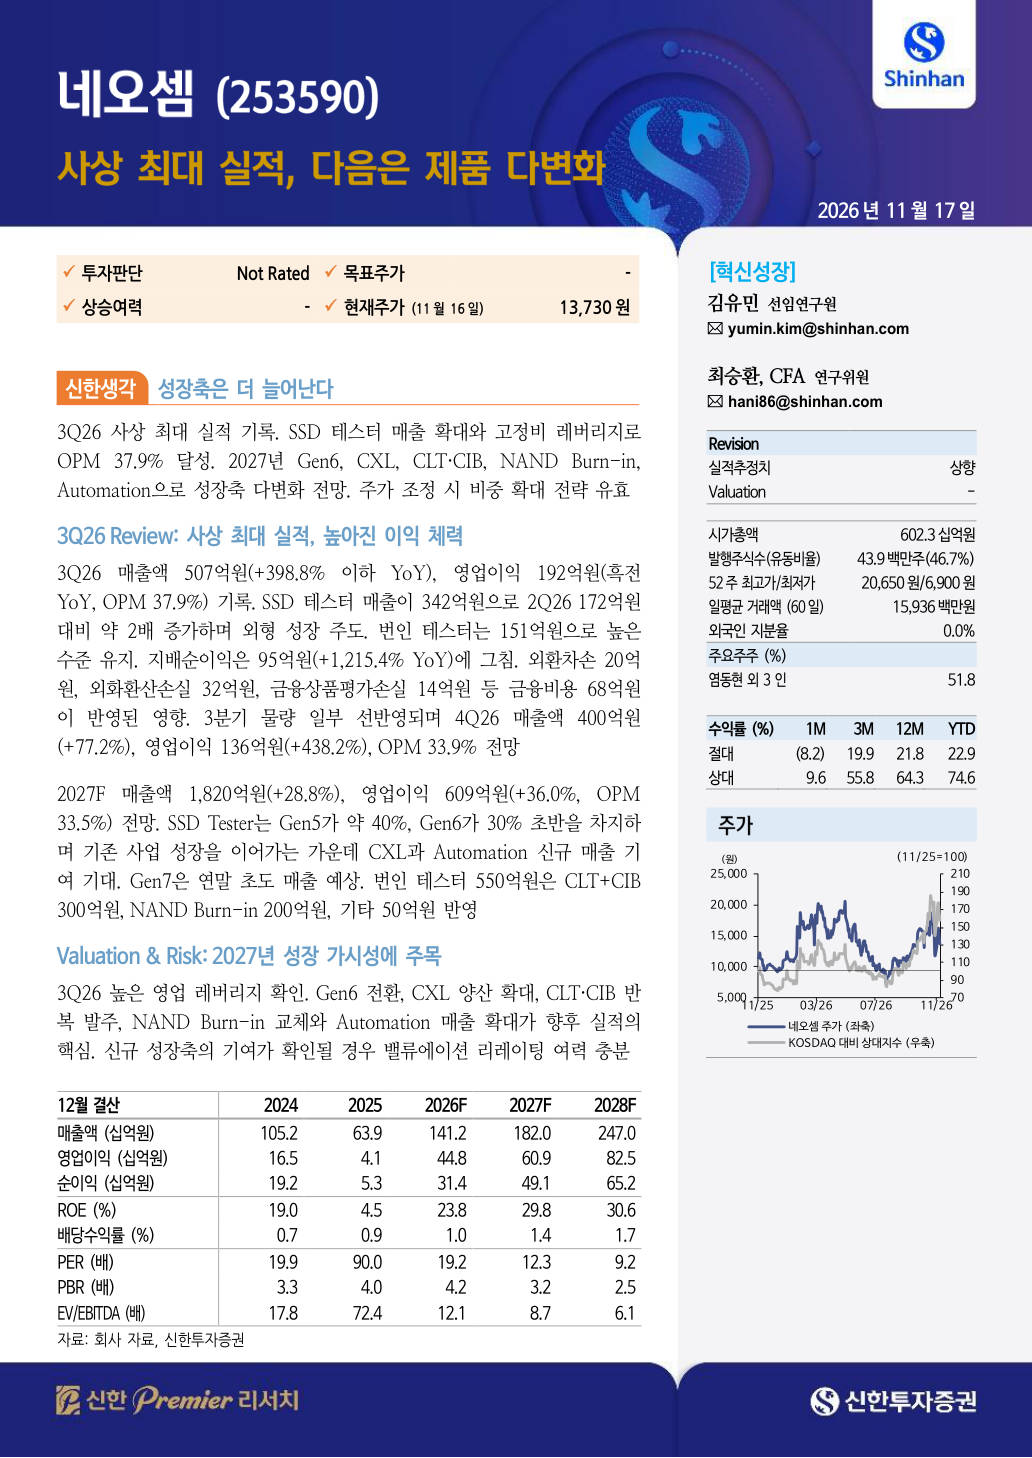 Shinhan
네오셈 (253590)
사상 최대 실적, 다음은 제품 다변화
2026년 11월 17일
투자판단 Not Rated 목표주가 -
상승여력 - 현재주가 (11월 16일) 13,730원
신한생각 성장축은 더 늘어난다
3Q26 사상 최대 실적 기록. SSD 테스터 매출 확대와 고정비 레버리지로
OPM 37.9% 달성. 2027년 Gen6, CXL, CLT·CIB, NAND Burn-in,
Automation으로 성장축 다변화 전망. 주가 조정 시 비중 확대 전략 유효
3Q26 Review: 사상 최대 실적, 높아진 이익 체력
3Q26 매출액 507억원(+398.8% 이하 YoY), 영업이익 192억원(흑전
YoY, OPM 37.9%) 기록. SSD 테스터 매출이 342억원으로 2Q26 172억원
대비 약 2배 증가하며 외형 성장 주도. 번인 테스터는 151억원으로 높은
수준 유지. 지배순이익은 95억원(+1,215.4% YoY)에 그침. 외환차손 20억
원, 외화환산손실 32억원, 금융상품평가손실 14억원 등 금융비용 68억원
이 반영된 영향. 3분기 물량 일부 선반영되며 4Q26 매출액 400억원
(+77.2%), 영업이익 136억원(+438.2%), OPM 33.9% 전망
2027F 매출액 1,820억원(+28.8%), 영업이익 609억원(+36.0%, OPM
33.5%) 전망. SSD Tester는 Gen5가 약 40%, Gen6가 30% 초반을 차지하
며 기존 사업 성장을 이어가는 가운데 CXL과 Automation 신규 매출 기
여 기대. Gen7은 연말 초도 매출 예상. 번인 테스터 550억원은 CLT+CIB
300억원, NAND Burn-in 200억원, 기타 50억원 반영
Valuation & Risk: 2027년 성장 가시성에 주목
3Q26 높은 영업 레버리지 확인. Gen6 전환, CXL 양산 확대, CLT·CIB 반
복 발주, NAND Burn-in 교체와 Automation 매출 확대가 향후 실적의
핵심. 신규 성장축의 기여가 확인될 경우 밸류에이션 리레이팅 여력 충분
12월 결산 2024 2025 2026F 2027F 2028F
매출액 (십억원) 105.2 63.9 141.2 182.0 247.0
영업이익 (십억원) 16.5 4.1 44.8 60.9 82.5
순이익 (십억원) 19.2 5.3 31.4 49.1 65.2
ROE (%) 19.0 4.5 23.8 29.8 30.6
배당수익률 (%) 0.7 0.9 1.0 1.4 1.7
PER (배) 19.9 90.0 19.2 12.3 9.2
PBR (배) 3.3 4.0 4.2 3.2 2.5
EV/EBITDA (배) 17.8 72.4 12.1 8.7 6.1
자료: 회사 자료, 신한투자증권
[혁신성장]
김유민 선임연구원
yumin.kim@shinhan.com
최승환, CFA 연구위원
hani86@shinhan.com
Revision
실적추정치 상향
Valuation -
시가총액 602.3 십억원
발행주식수(유동비율) 43.9 백만주(46.7%)
52주 최고가/최저가 20,650 원/6,900 원
일평균 거래액 (60일) 15,936 백만원
외국인 지분율 0.0%
주요주주 (%)
염동현 외 3인 51.8
수익률 (%) 1M 3M 12M YTD
절대 (8.2) 19.9 21.8 22.9
상대 9.6 55.8 64.3 74.6
주가
(원) (11/25=100)
25,000 210
190
20,000 170
15,000 150
130
10,000 110
90
5,000 70
11/25 03/26 07/26 11/26
네오셈 주가 (좌축)
KOSDAQ 대비 상대지수 (우축)
신한 Premier 리서치
신한투자증권